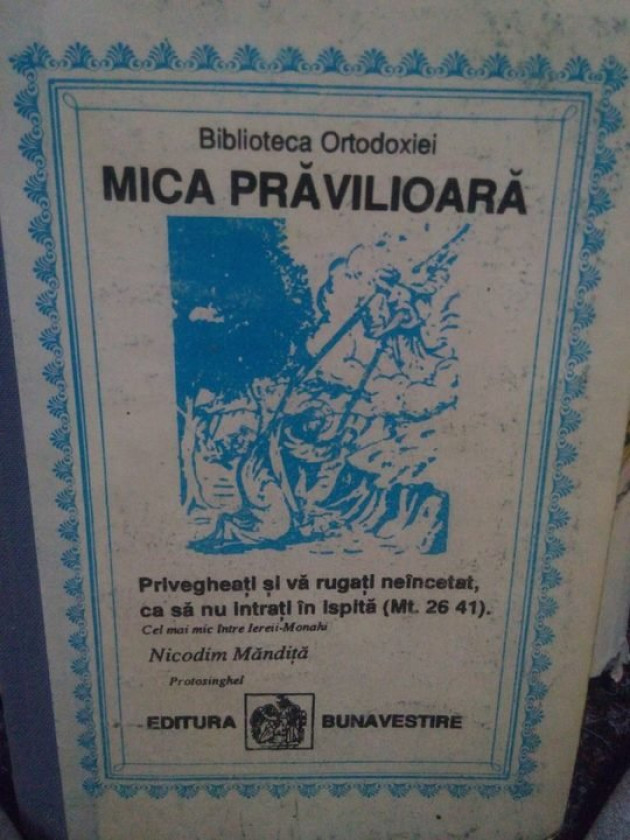 Biblioteca Ortodoxiei
MICA PRĂVILIOARĂ
Privegheați și vă rugați neîncetat,
ca să nu intrați în ispită (Mt. 26 41).
Cel mai mic între Iereii-Monahi
Nicodim Măndiță
Protosinghel
EDITURA BUNAVESTIRE